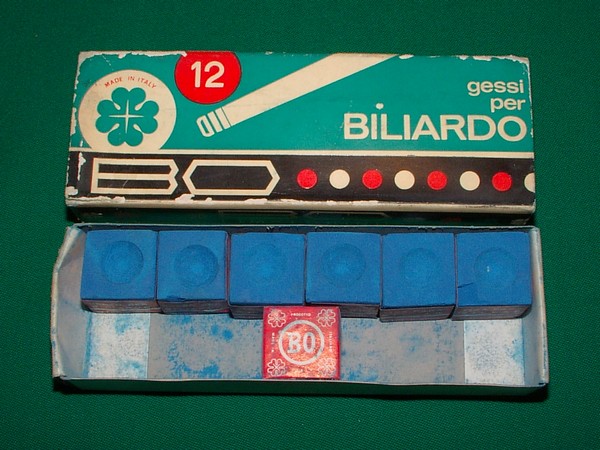 MADE IN ITALY
12
gessi
per
BILIARDO
BO
BO